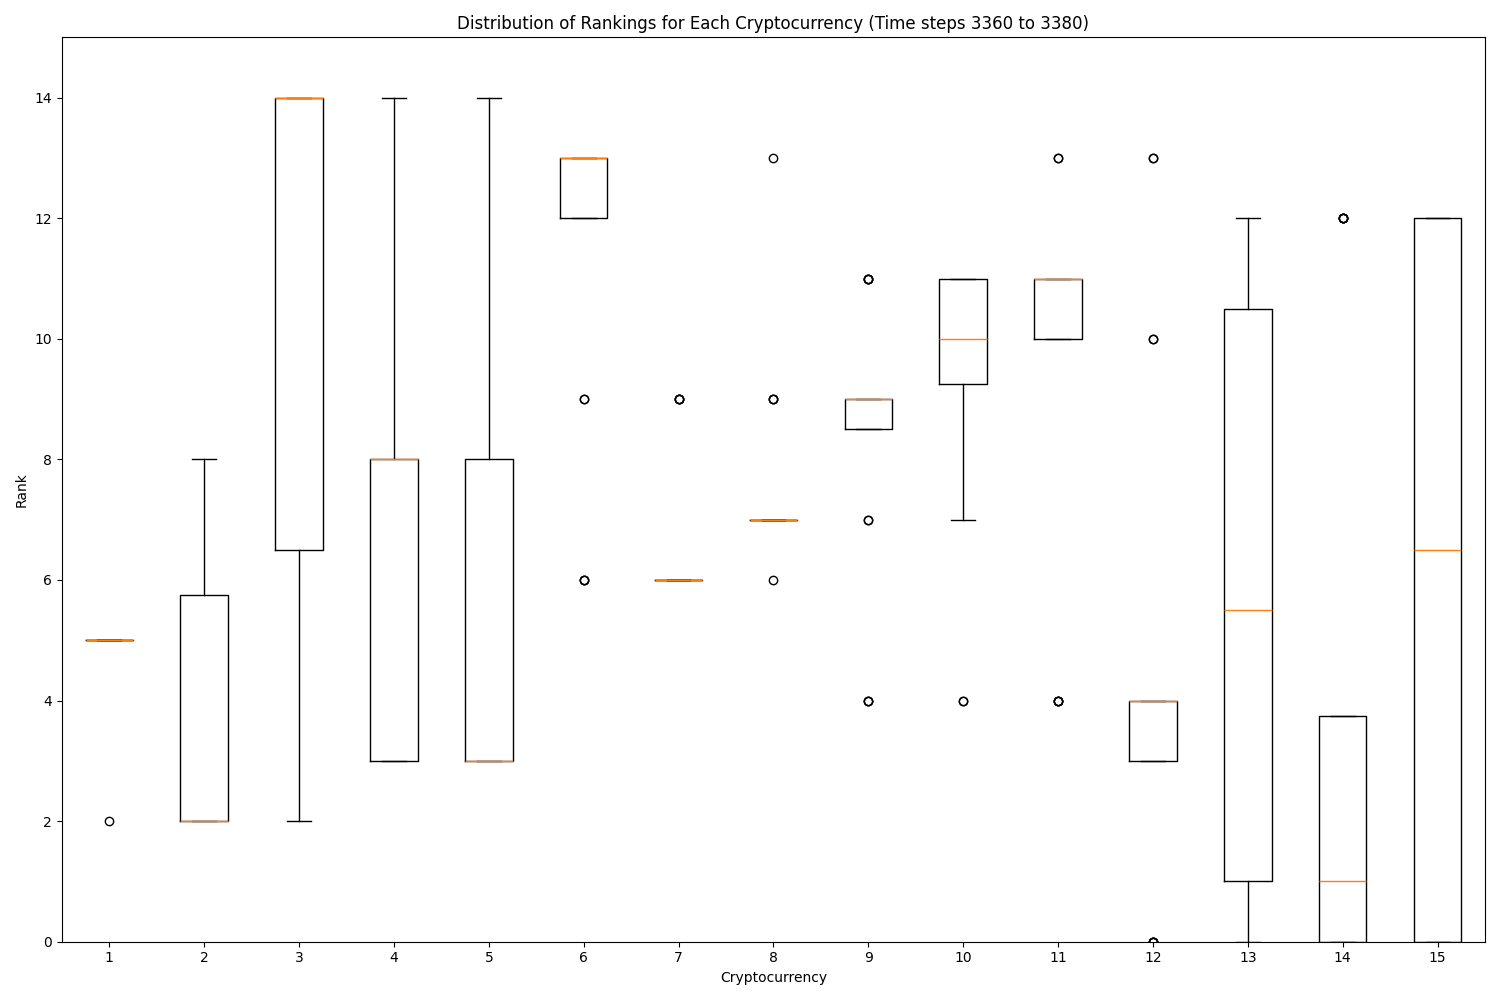 Distribution of Rankings for Each Cryptocurrency (Time steps 3360 to 3380)
14
12
10
8
6
4
2
0
Rank
1 2 3 4 5 6 7 8 9 10 11 12 13 14 15
Cryptocurrency